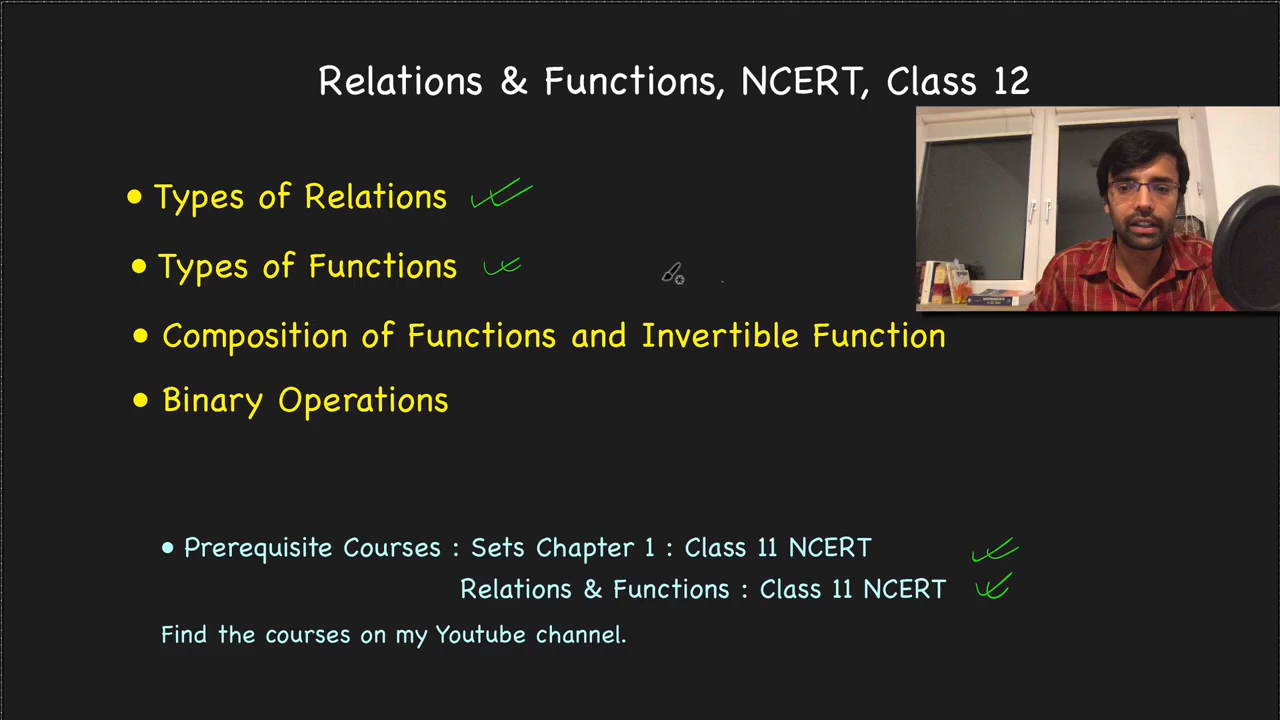 Relations & Functions, NCERT, Class 12
• Types of Relations
• Types of Functions
• Composition of Functions and Invertible Function
• Binary Operations
• Prerequisite Courses : Sets Chapter 1 : Class 11 NCERT
Relations & Functions : Class 11 NCERT
Find the courses on my Youtube channel.